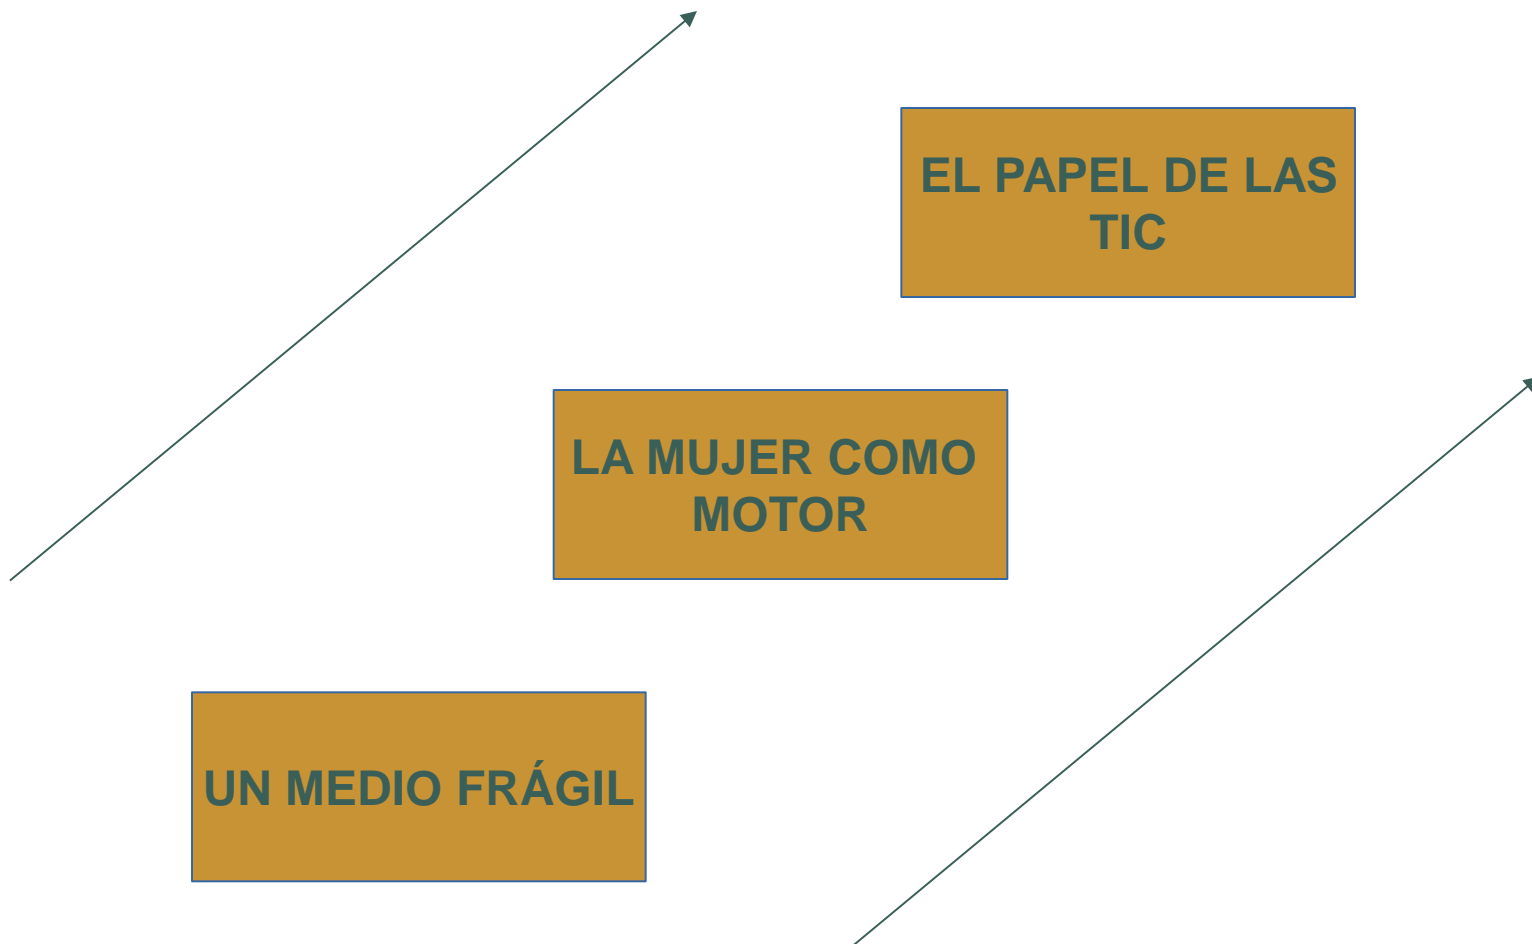 EL PAPEL DE LAS
TIC
LA MUJER COMO
MOTOR
UN MEDIO FRÁGIL